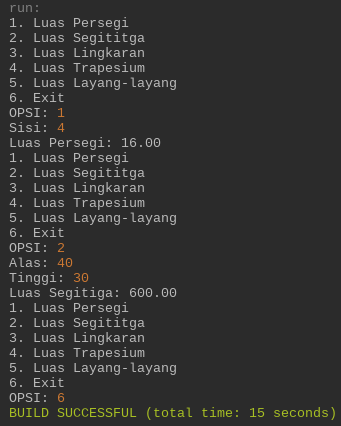 run:
1. Luas Persegi
2. Luas Segititga
3. Luas Lingkaran
4. Luas Trapesium
5. Luas Layang-layang
6. Exit
OPSI: 1
Sisi: 4
Luas Persegi: 16.00
1. Luas Persegi
2. Luas Segititga
3. Luas Lingkaran
4. Luas Trapesium
5. Luas Layang-layang
6. Exit
OPSI: 2
Alas: 40
Tinggi: 30
Luas Segitiga: 600.00
1. Luas Persegi
2. Luas Segititga
3. Luas Lingkaran
4. Luas Trapesium
5. Luas Layang-layang
6. Exit
OPSI: 6
BUILD SUCCESSFUL (total time: 15 seconds)